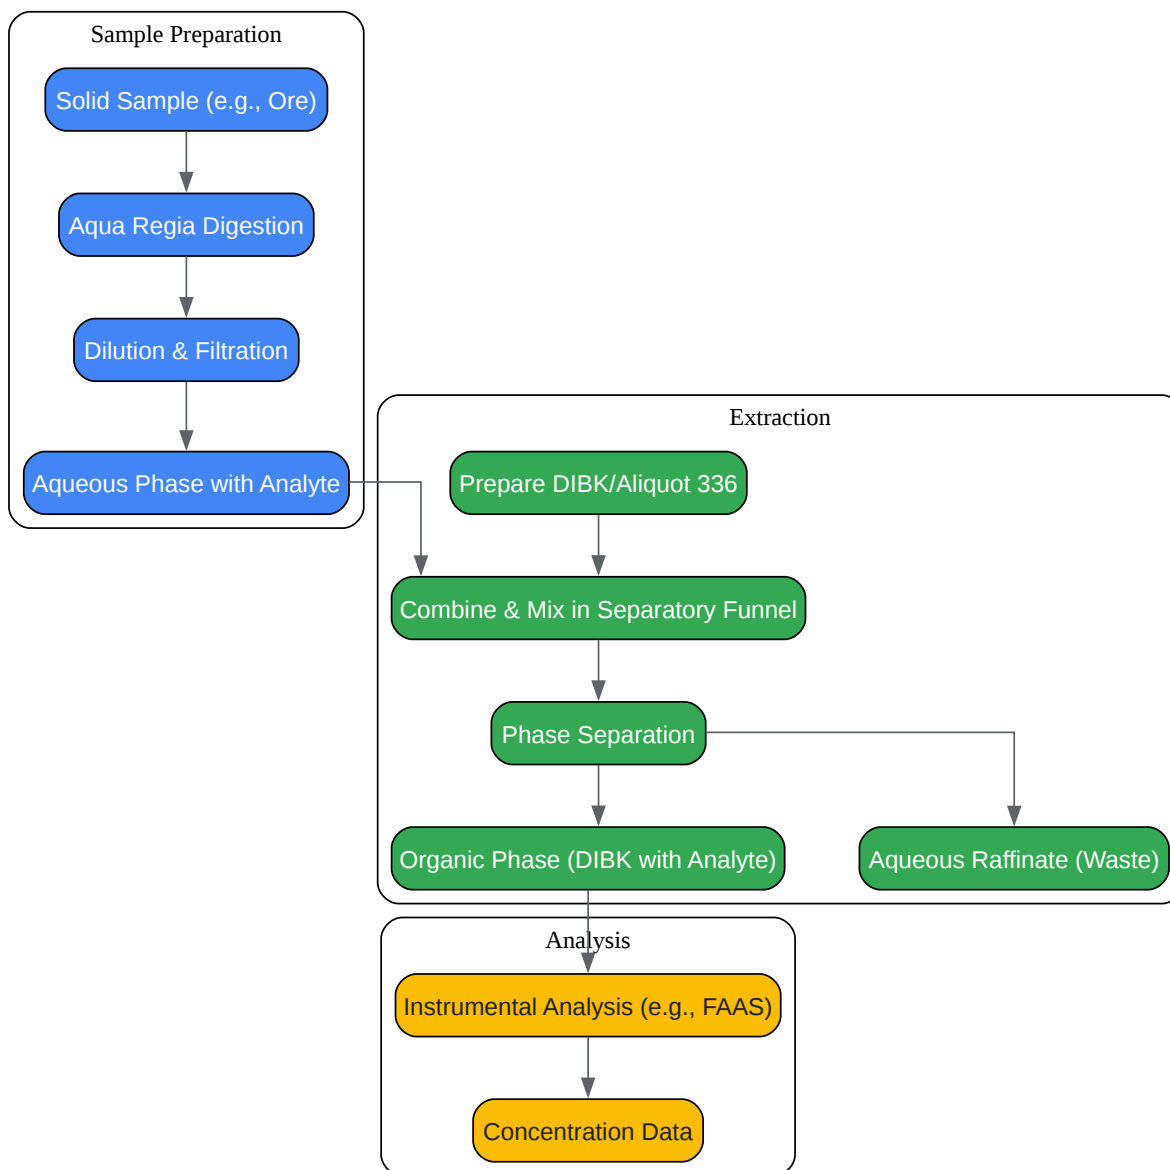 Sample Preparation
Solid Sample (e.g., Ore)
Aqua Regia Digestion
Dilution & Filtration
Aqueous Phase with Analyte
Extraction
Prepare DIBK/Aliquot 336
Combine & Mix in Separatory Funnel
Phase Separation
Organic Phase (DIBK with Analyte)
Aqueous Raffinate (Waste)
Analysis
Instrumental Analysis (e.g., FAAS)
Concentration Data